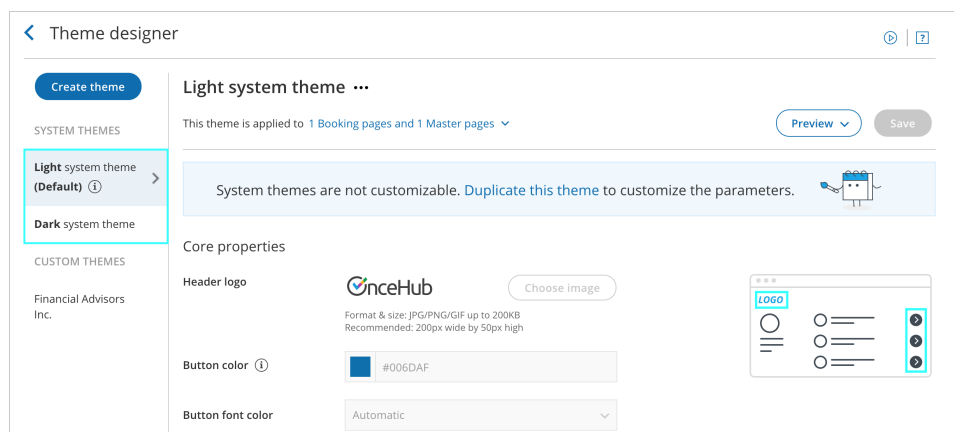 Theme designer
?
Create theme
SYSTEM THEMES
Light system theme
(Default) i
Dark system theme
CUSTOM THEMES
Financial Advisors
Inc.
Light system theme •••
This theme is applied to 1 Booking pages and 1 Master pages
Preview
Save
System themes are not customizable. Duplicate this theme to customize the parameters.
Core properties
Header logo
OnceHub
Choose image
Format & size: JPG/PNG/GIF up to 200KB
Recommended: 200px wide by 50px high
LOGO
Button color i
#006DAF
Button font color
Automatic